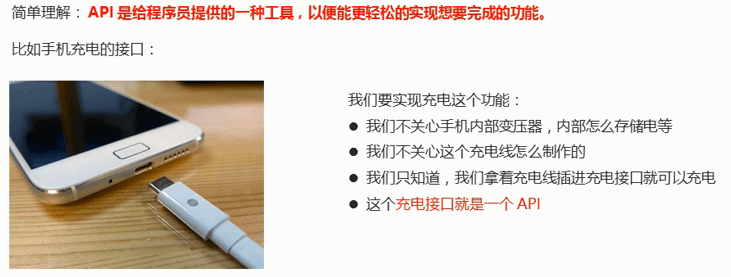 简单理解：API 是给程序员提供的一种工具，以便能更轻松的实现想要完成的功能。
比如手机充电的接口：
我们要实现充电这个功能：
● 我们不关心手机内部变压器，内部怎么存储电等
● 我们不关心这个充电线怎么制作的
● 我们只知道，我们拿着充电线插进充电接口就可以充电
● 这个充电接口就是一个 API